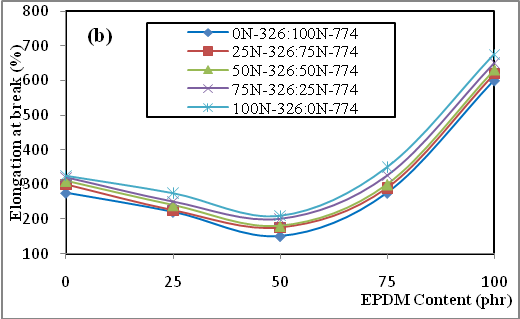 (b)
0N-326:100N-774
25N-326:75N-774
50N-326:50N-774
75N-326:25N-774
100N-326:0N-774
Elongation at break (%)
800
700
600
500
400
300
200
100
0 25 50 75 100
EPDM Content (phr)